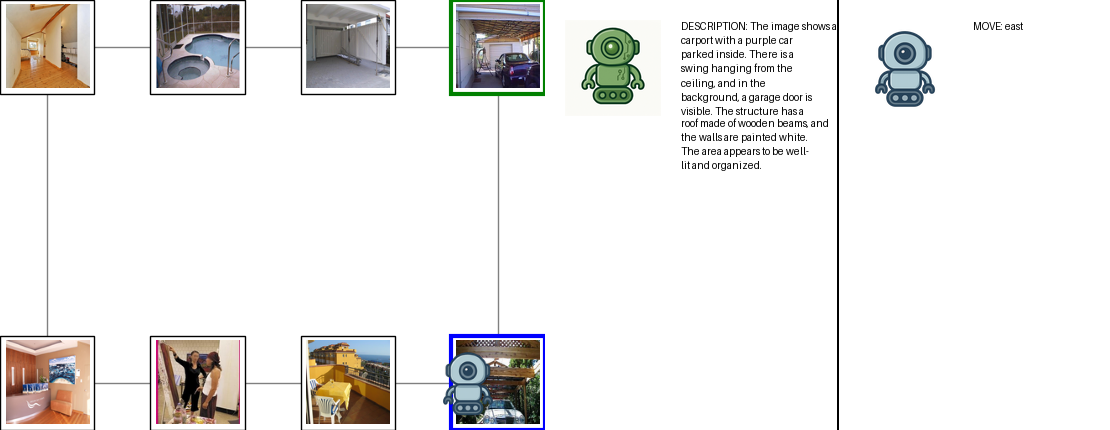 DESCRIPTION: The image shows a
carport with a purple car
parked inside. There is a
swing hanging from the
ceiling, and in the
background, a garage door is
visible. The structure has a
roof made of wooden beams, and
the walls are painted white.
The area appears to be well-
lit and organized.
MOVE: east